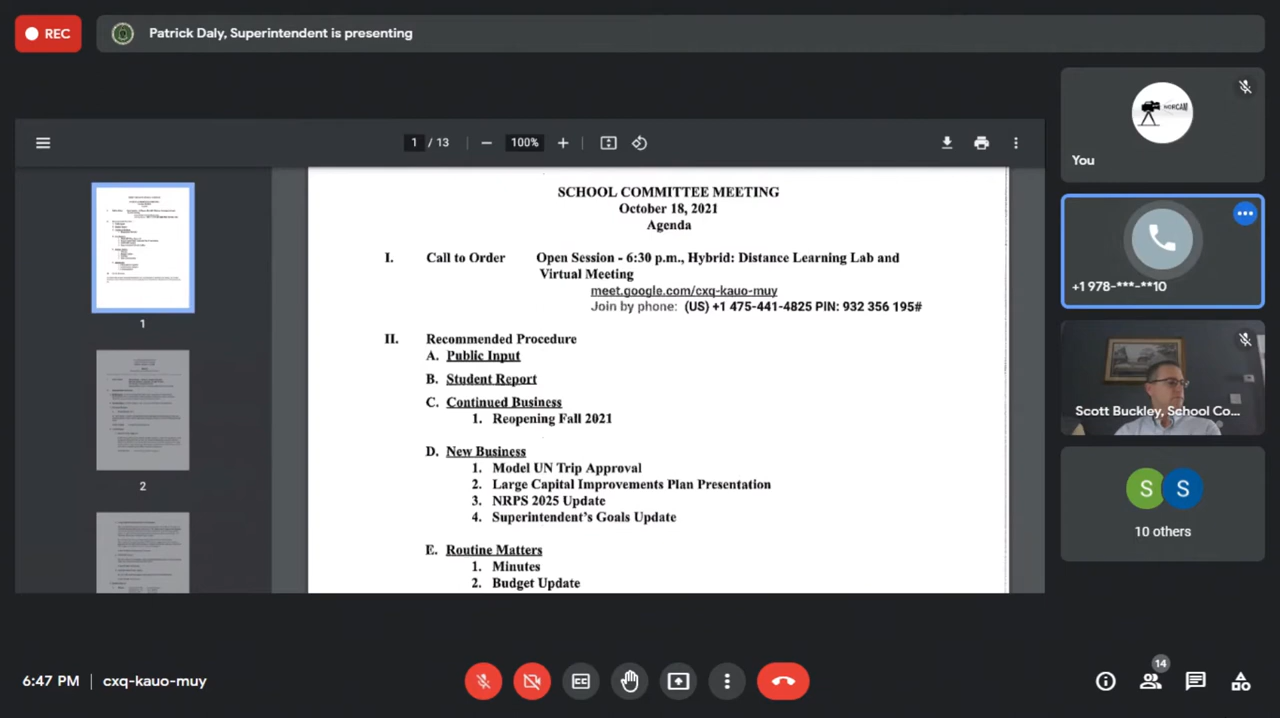 REC
Patrick Daly, Superintendent is presenting
1 / 13
100%
SCHOOL COMMITTEE MEETING
October 18, 2021
Agenda
I. Call to Order Open Session - 6:30 p.m., Hybrid: Distance Learning Lab and
Virtual Meeting
meet.google.com/cxq-kauo-muy
Join by phone: (US) +1 475-441-4825 PIN: 932 356 195#
II. Recommended Procedure
A. Public Input
B. Student Report
C. Continued Business
1. Reopening Fall 2021
D. New Business
1. Model UN Trip Approval
2. Large Capital Improvements Plan Presentation
3. NRPS 2025 Update
4. Superintendent's Goals Update
E. Routine Matters
1. Minutes
2. Budget Update
1
2
NORCAM
You
+1 978-***-**10
Scott Buckley, School Co...
S S
10 others
6:47 PM | cxq-kauo-muy
CC
14